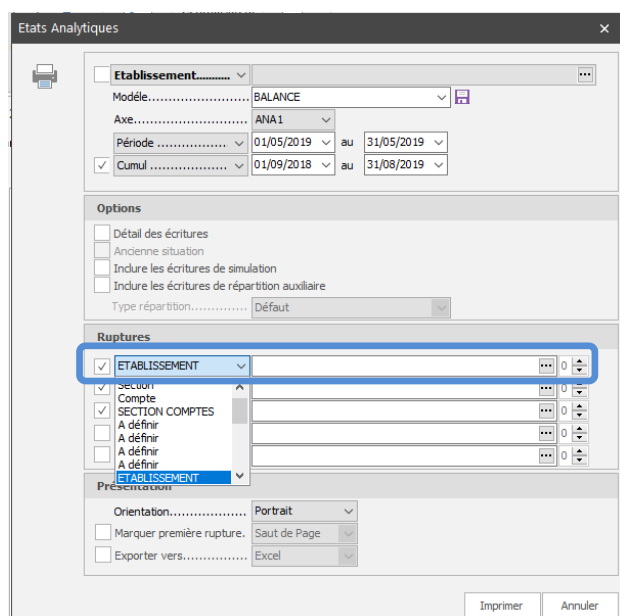 Etats Analytiques ×
Etablissement.......... ...
Modéle......................... BALANCE
Axe............................ ANA1
Période ................. 01/05/2019 au 31/05/2019
Cumul ................... 01/09/2018 au 31/08/2019
Options
Détail des écritures
Ancienne situation
Inclure les écritures de simulation
Inclure les écritures de répartition auxiliaire
Type répartition.............. Défaut
Ruptures
ETABLISSEMENT ... 0
Section ... 0
Compte
SECTION COMPTES ... 0
A définir
A définir ... 0
A définir
A définir ... 0
ETABLISSEMENT
Présentation
Orientation................... Portrait
Marquer première rupture. Saut de Page
Exporter vers................ Excel
Imprimer Annuler